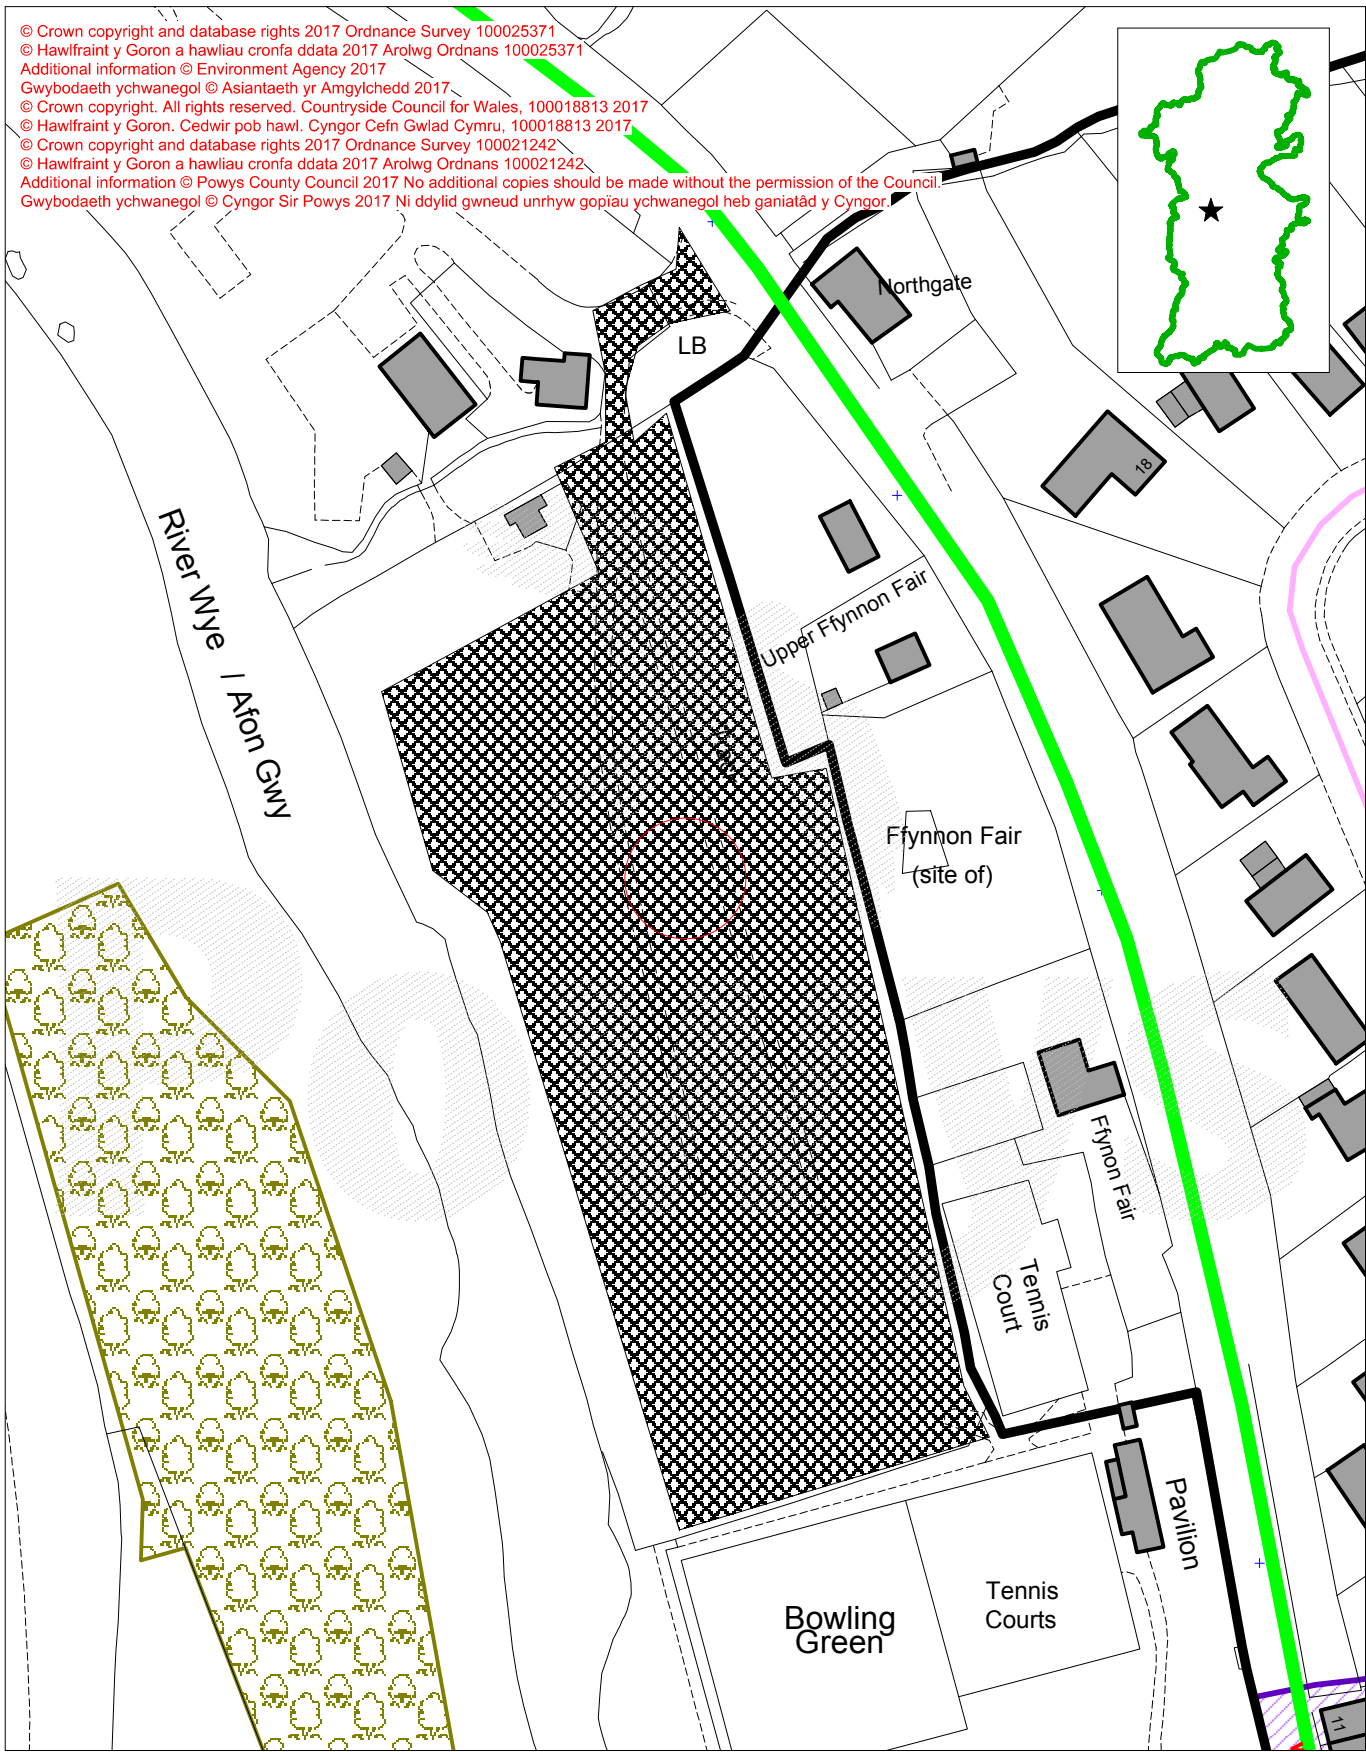 © Crown copyright and database rights 2017 Ordnance Survey 100025371
© Hawlfraint y Goron a hawliau cronfa ddata 2017 Arolwg Ordnans 100025371
Additional information © Environment Agency 2017
Gwybodaeth ychwanegol © Asiantaeth yr Amgylchedd 2017
© Crown copyright. All rights reserved. Countryside Council for Wales, 100018813 2017
© Hawlfraint y Goron. Cedwir pob hawl. Cyngor Cefn Gwlad Cymru, 100018813 2017
© Crown copyright and database rights 2017 Ordnance Survey 100021242
© Hawlfraint y Goron a hawliau cronfa ddata 2017 Arolwg Ordnans 100021242
Additional information © Powys County Council 2017 No additional copies should be made without the permission of the Council.
Gwybodaeth ychwanegol © Cyngor Sir Powys 2017 Ni ddylid gwneud unrhyw gopïau ychwanegol heb ganiatâd y Cyngor.
Northgate
LB
18
River Wye / Afon Gwy
Upper Ffynnon Fair
Ffynnon Fair
(site of)
Powys
Ffynon Fair
Tennis
Court
Pavilion
Bowling
Green
Tennis
Courts
11